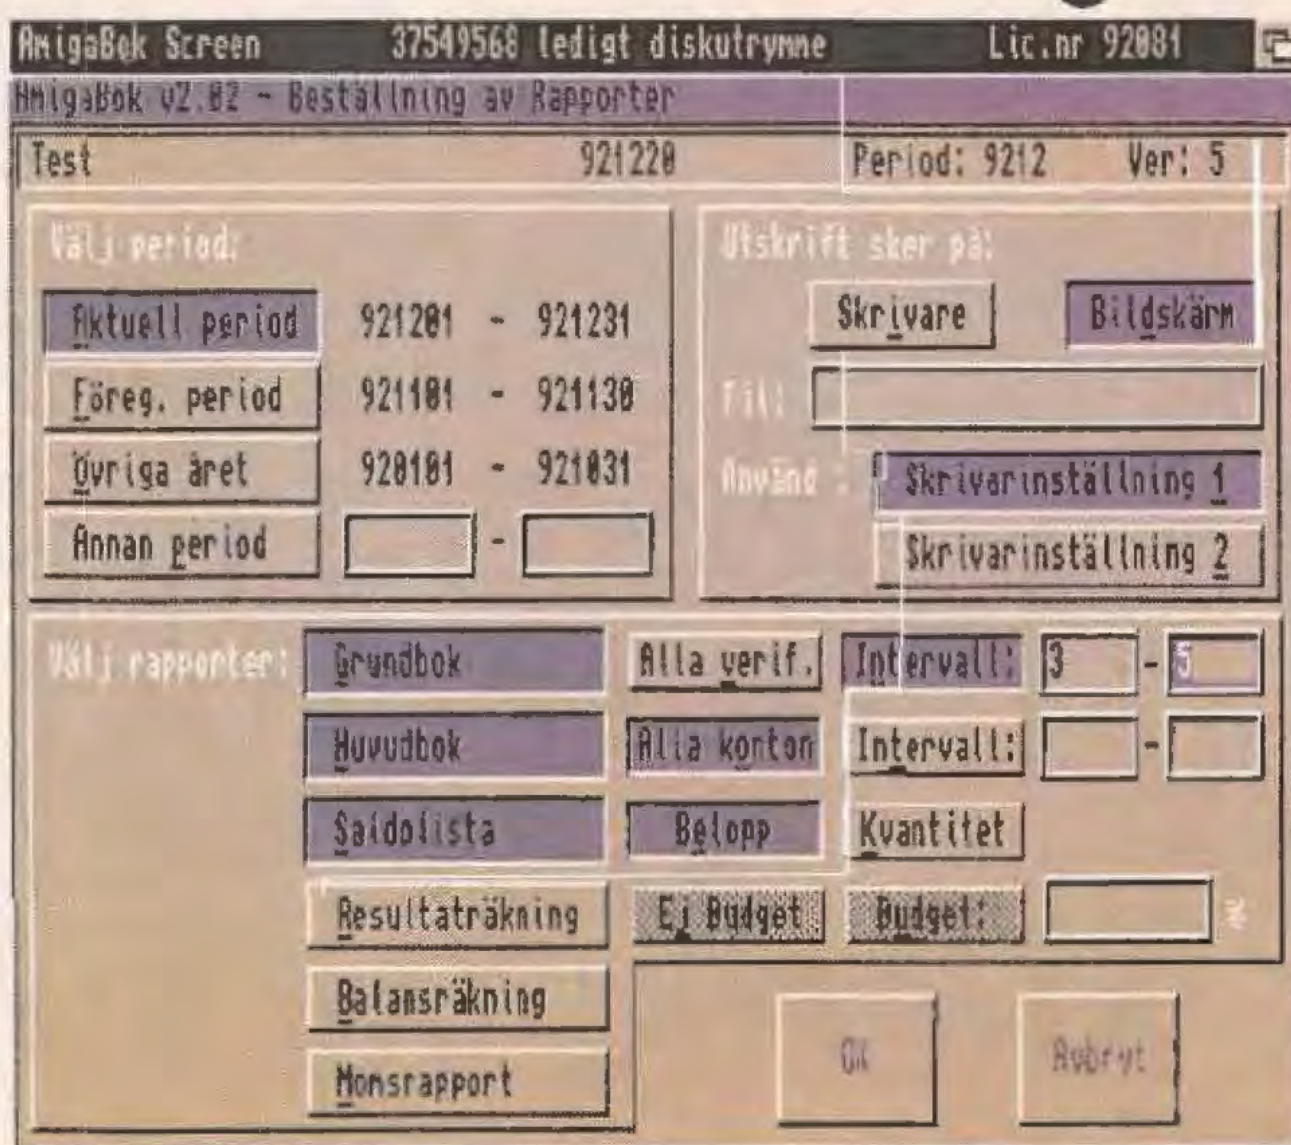 AmigaBok Screen 37549568 ledigt diskutrymme Lic.nr 92081
AmigaBok v2.02 - Beställning av Rapporter
Test 921220 Period: 9212 Ver: 5
Välj period:
Aktuell period 921201 - 921231
Föreg. period 921101 - 921130
Övriga året 920101 - 921031
Annan period -
Utskrift sker på:
Skrivare Bildskärm
Fil:
Använd :
Skrivarinställning 1
Skrivarinställning 2
Välj rapporter:
Grundbok Alla verif. Intervall: 3 - 5
Huvudbok Alla konton Intervall: -
Saldolista Belopp Kvantitet
Resultaträkning Ej Budget Budget: %
Balansräkning
Momsrapport
OK Avbryt